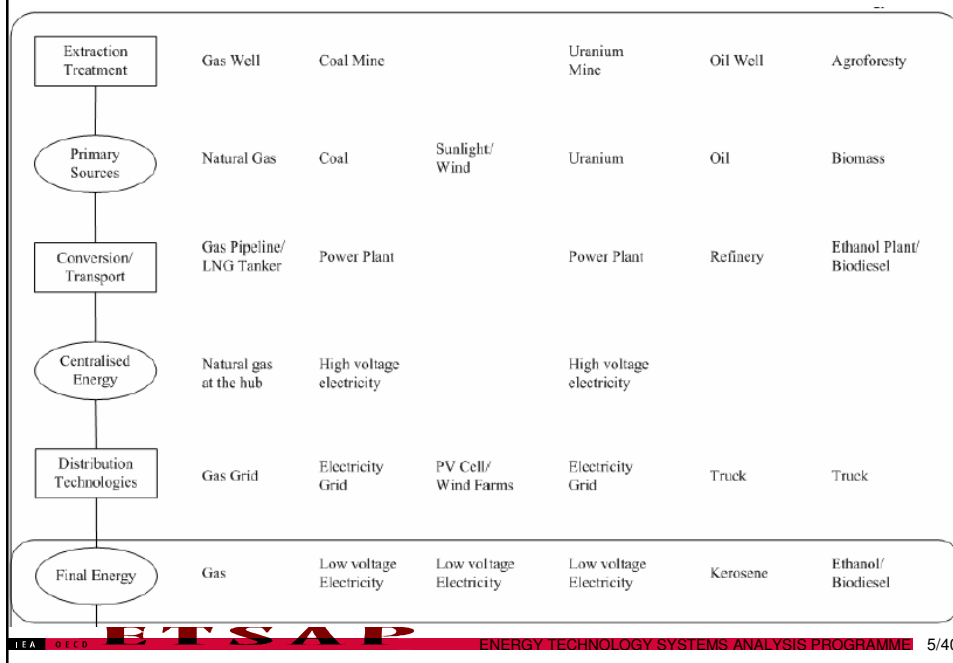 Extraction
Treatment
Gas Well
Coal Mine
Uranium
Mine
Oil Well
Agroforesty
Primary
Sources
Natural Gas
Coal
Sunlight/
Wind
Uranium
Oil
Biomass
Conversion/
Transport
Gas Pipeline/
LNG Tanker
Power Plant
Power Plant
Refinery
Ethanol Plant/
Biodiesel
Centralised
Energy
Natural gas
at the hub
High voltage
electricity
High voltage
electricity
Distribution
Technologies
Gas Grid
Electricity
Grid
PV Cell/
Wind Farms
Electricity
Grid
Truck
Truck
Final Energy
Gas
Low voltage
Electricity
Low voltage
Electricity
Low voltage
Electricity
Kerosene
Ethanol/
Biodiesel
IEA OECD ETSAP ENERGY TECHNOLOGY SYSTEMS ANALYSIS PROGRAMME